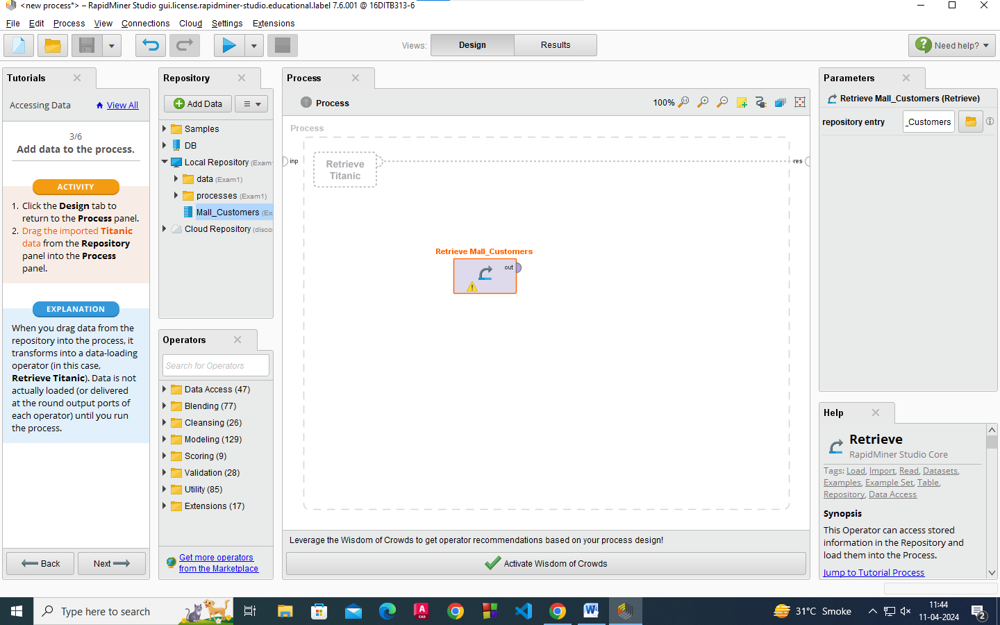 <new process*> – RapidMiner Studio gui.license.rapidminer-studio.educational.label 7.6.001 @ 16DITB313-6
File Edit Process View Connections Cloud Settings Extensions
Views: Design Results
Need help?
Tutorials
Accessing Data View All
3/6
Add data to the process.
ACTIVITY
1. Click the Design tab to
return to the Process panel.
2. Drag the imported Titanic
data from the Repository
panel into the Process
panel.
EXPLANATION
When you drag data from the
repository into the process, it
transforms into a data-loading
operator (in this case,
Retrieve Titanic). Data is not
actually loaded (or delivered
at the round output ports of
each operator) until you run
the process.
Back Next
Repository
Add Data
Samples
DB
Local Repository (Exam
data (Exam1)
processes (Exam1)
Mall_Customers (Ex
Cloud Repository (disco
Operators
Search for Operators
Data Access (47)
Blending (77)
Cleansing (26)
Modeling (129)
Scoring (9)
Validation (28)
Utility (85)
Extensions (17)
Get more operators
from the Marketplace
Process
Process
100%
Process
inp
Retrieve
Titanic
res
Retrieve Mall_Customers
out
Leverage the Wisdom of Crowds to get operator recommendations based on your process design!
Activate Wisdom of Crowds
Parameters
Retrieve Mall_Customers (Retrieve)
repository entry _Customers
Help
Retrieve
RapidMiner Studio Core
Tags: Load, Import, Read, Datasets,
Examples, Example Set, Table,
Repository, Data Access
Synopsis
This Operator can access stored
information in the Repository and
load them into the Process.
Jump to Tutorial Process
Type here to search
A
CAD
W
31°C Smoke
11:44
11-04-2024
2